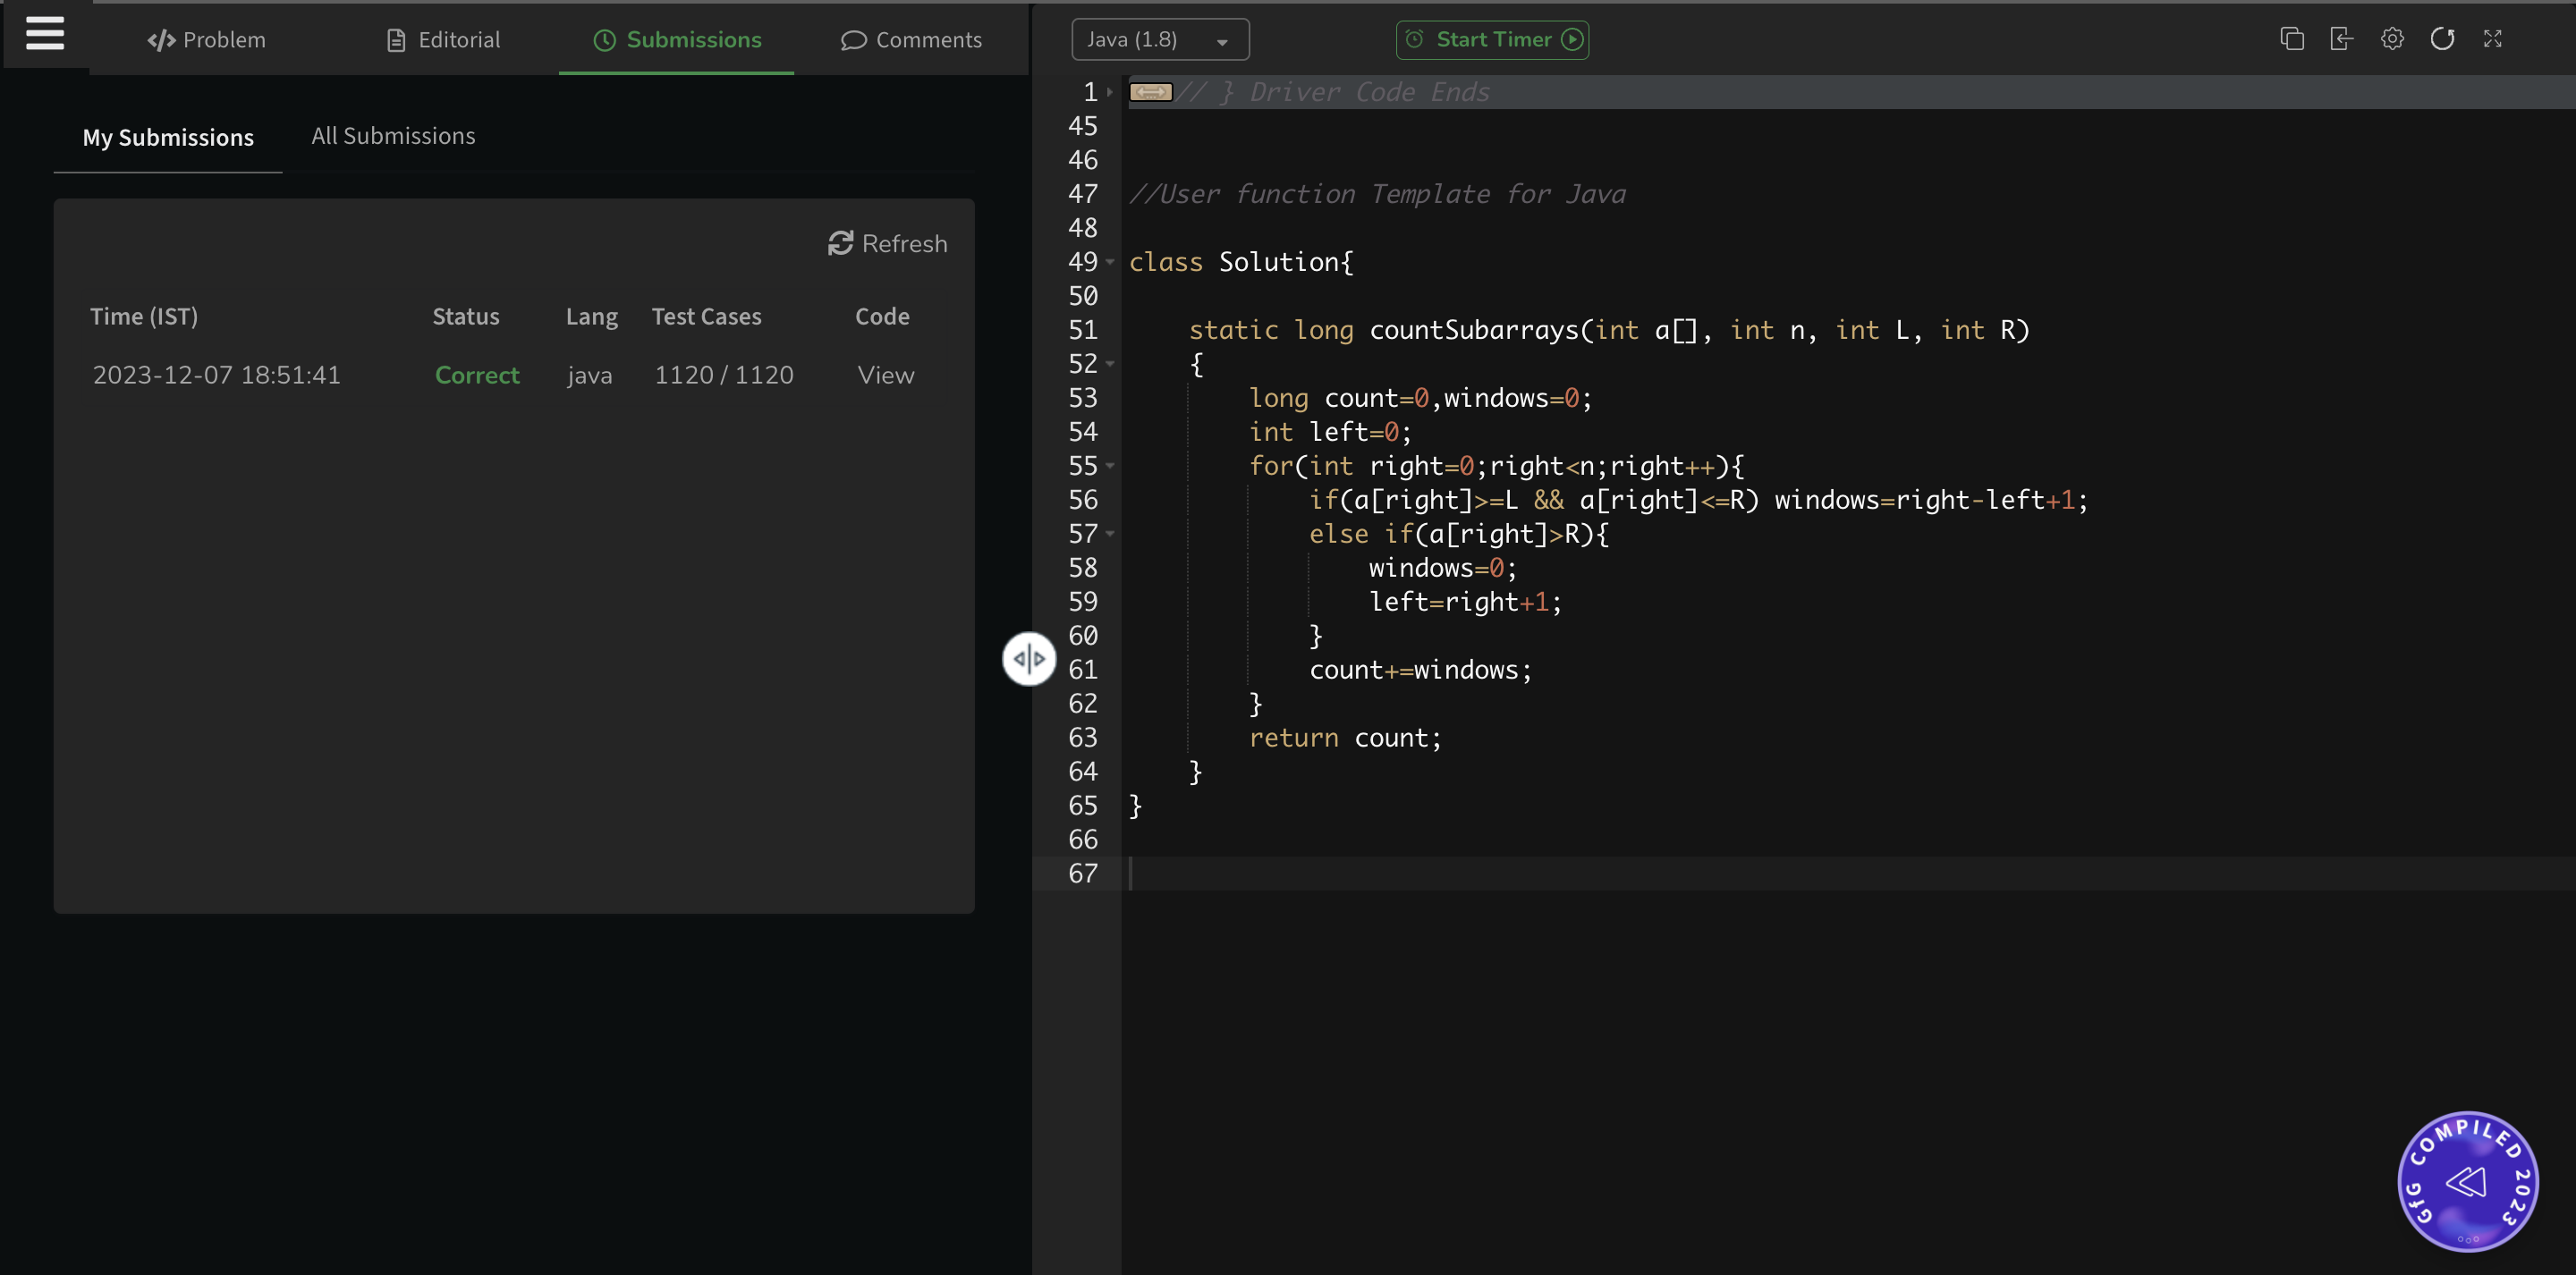 Problem
Editorial
Submissions
Comments
My Submissions
All Submissions
Refresh
Time (IST) Status Lang Test Cases Code
2023-12-07 18:51:41 Correct java 1120 / 1120 View
Java (1.8)
Start Timer
1 // } Driver Code Ends
45
46
47 //User function Template for Java
48
49 class Solution{
50
51     static long countSubarrays(int a[], int n, int L, int R)
52     {
53         long count=0,windows=0;
54         int left=0;
55         for(int right=0;right<n;right++){
56             if(a[right]>=L && a[right]<=R) windows=right-left+1;
57             else if(a[right]>R){
58                 windows=0;
59                 left=right+1;
60             }
61             count+=windows;
62         }
63         return count;
64     }
65 }
66
67
GfG COMPILED 2023